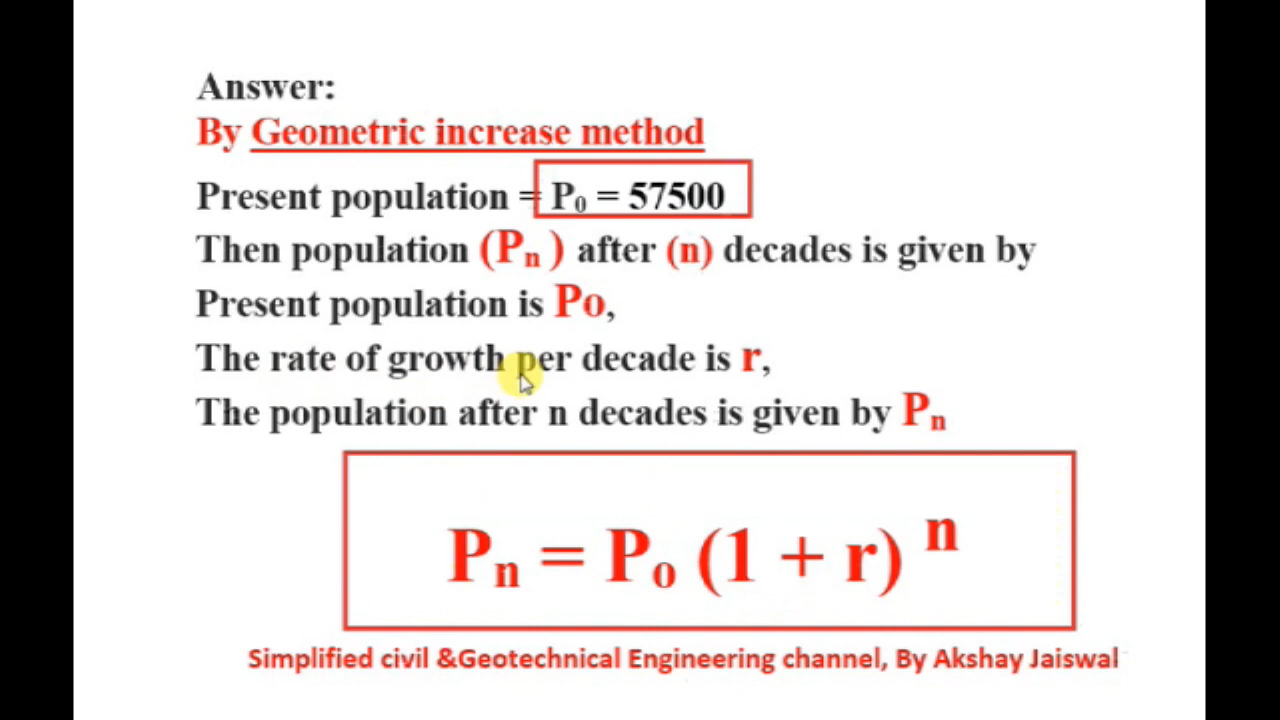 Answer:
By Geometric increase method
Present population = P₀ = 57500
Then population (Pₙ) after (n) decades is given by
Present population is Po,
The rate of growth per decade is r,
The population after n decades is given by Pₙ
Pₙ = Pₒ (1 + r) ⁿ
Simplified civil &Geotechnical Engineering channel, By Akshay Jaiswal